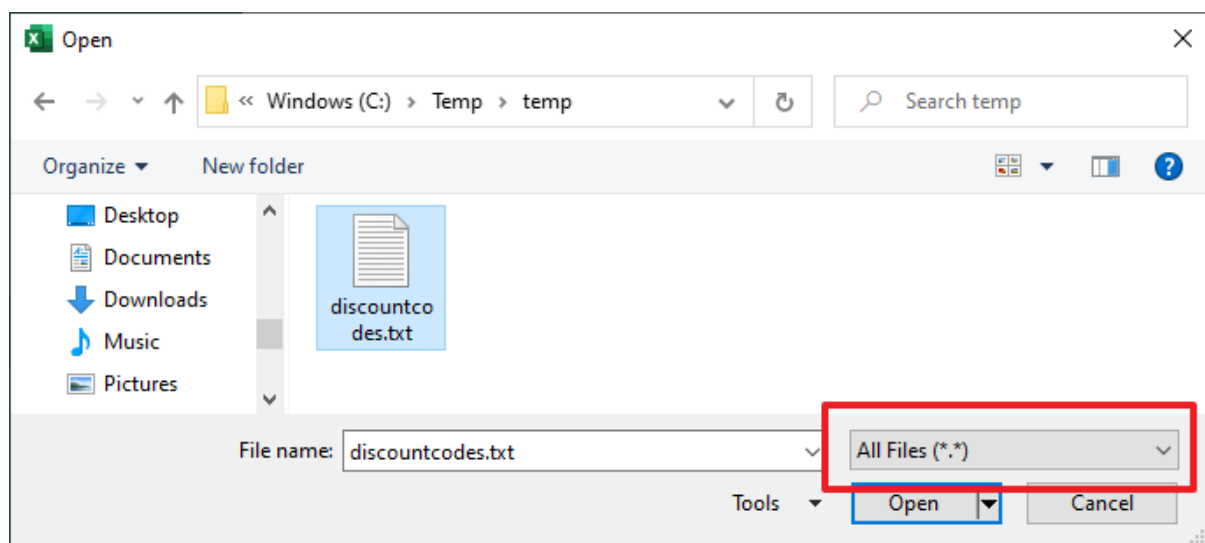 Open
« Windows (C:) > Temp > temp
Search temp
Organize
New folder
Desktop
Documents
Downloads
Music
Pictures
discountco
des.txt
File name: discountcodes.txt
All Files (*.*)
Tools
Open
Cancel